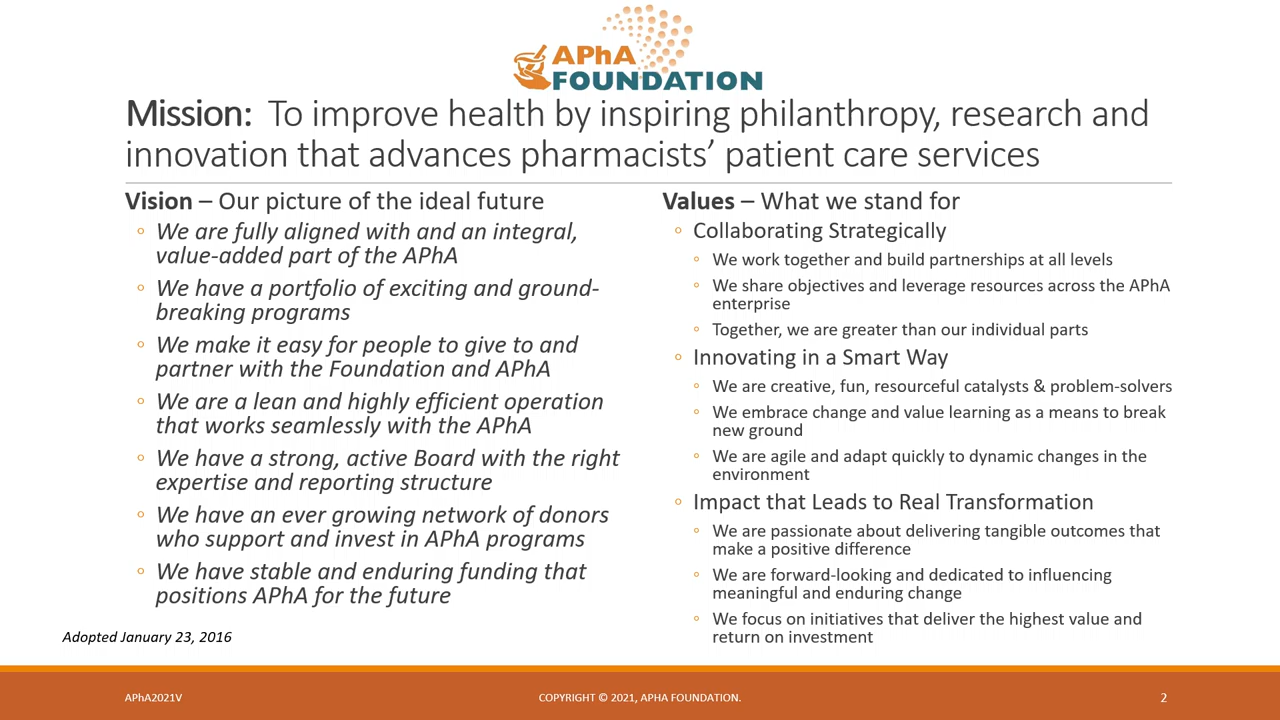 APhA
FOUNDATION
Mission: To improve health by inspiring philanthropy, research and
innovation that advances pharmacists’ patient care services
Vision – Our picture of the ideal future
◦ We are fully aligned with and an integral,
value-added part of the APhA
◦ We have a portfolio of exciting and ground-
breaking programs
◦ We make it easy for people to give to and
partner with the Foundation and APhA
◦ We are a lean and highly efficient operation
that works seamlessly with the APhA
◦ We have a strong, active Board with the right
expertise and reporting structure
◦ We have an ever growing network of donors
who support and invest in APhA programs
◦ We have stable and enduring funding that
positions APhA for the future
Adopted January 23, 2016
Values – What we stand for
◦ Collaborating Strategically
◦ We work together and build partnerships at all levels
◦ We share objectives and leverage resources across the APhA
enterprise
◦ Together, we are greater than our individual parts
◦ Innovating in a Smart Way
◦ We are creative, fun, resourceful catalysts & problem-solvers
◦ We embrace change and value learning as a means to break
new ground
◦ We are agile and adapt quickly to dynamic changes in the
environment
◦ Impact that Leads to Real Transformation
◦ We are passionate about delivering tangible outcomes that
make a positive difference
◦ We are forward-looking and dedicated to influencing
meaningful and enduring change
◦ We focus on initiatives that deliver the highest value and
return on investment
APhA2021V
COPYRIGHT © 2021, APHA FOUNDATION.
2